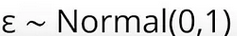 ε ~ Normal(0,1)